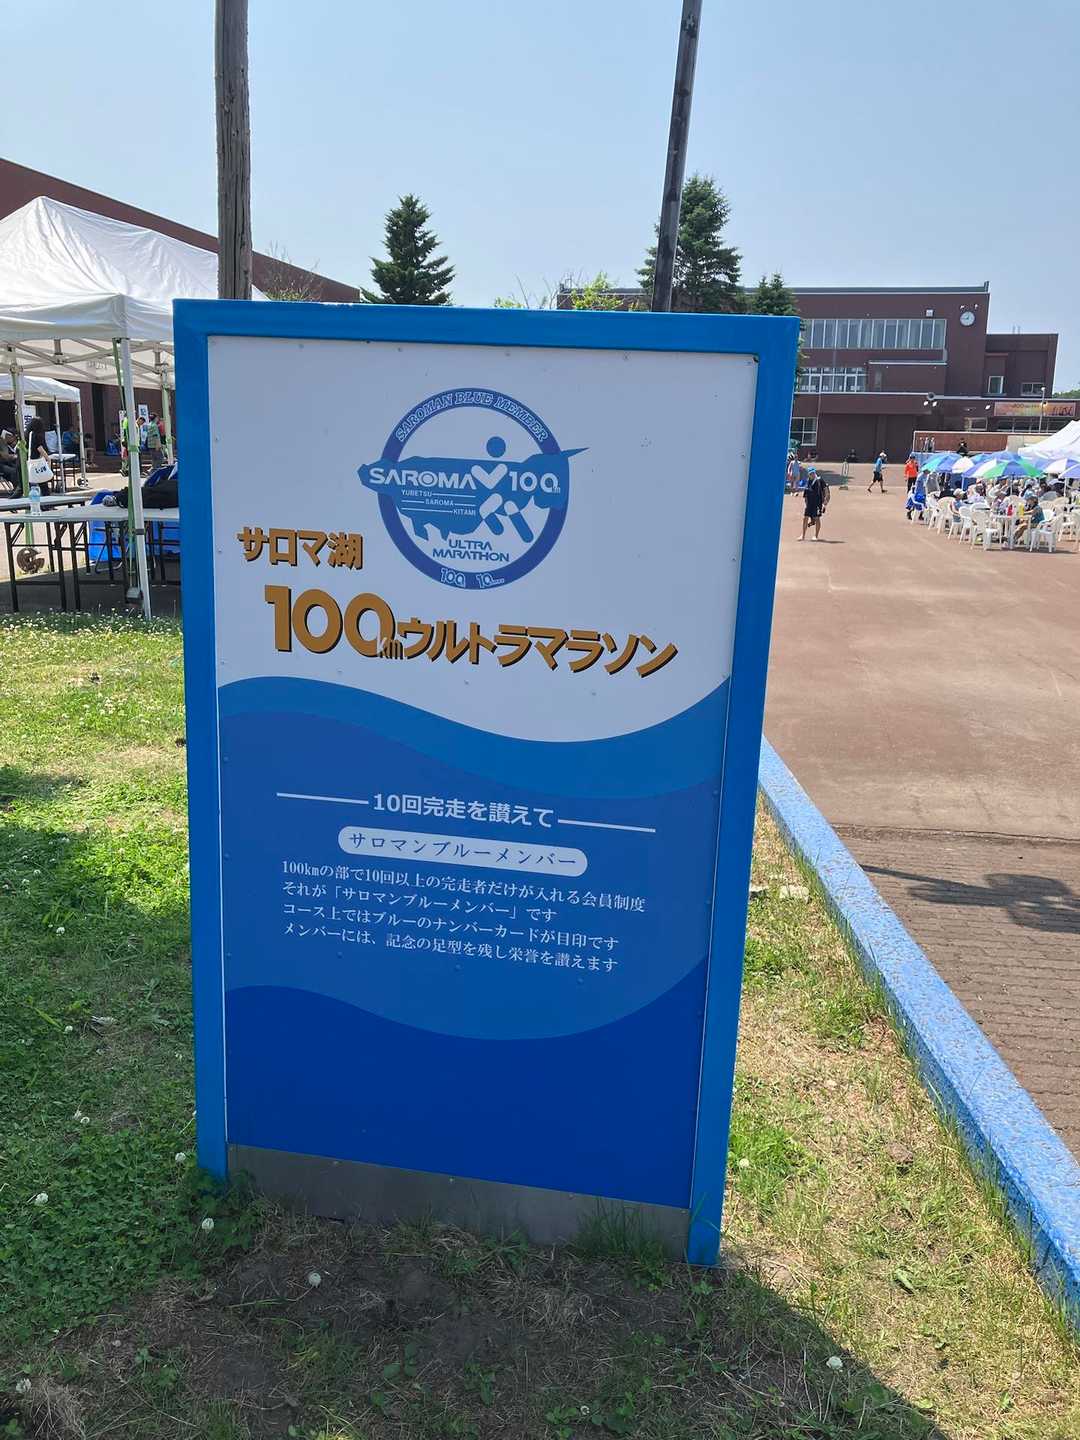 SAROMAN BLUE MEMBER
SAROMA 100km
YUBETSU
SAROMA
KITAMI
ULTRA
MARATHON
サロマ湖
100kmウルトラマラソン
10回完走を讃えて
サロマンブルーメンバー
100㎞の部で10回以上の完走者だけが入れる会員制度
それが「サロマンブルーメンバー」です
コース上ではブルーのナンバーカードが目印です
メンバーには、記念の足型を残し栄誉を讃えます